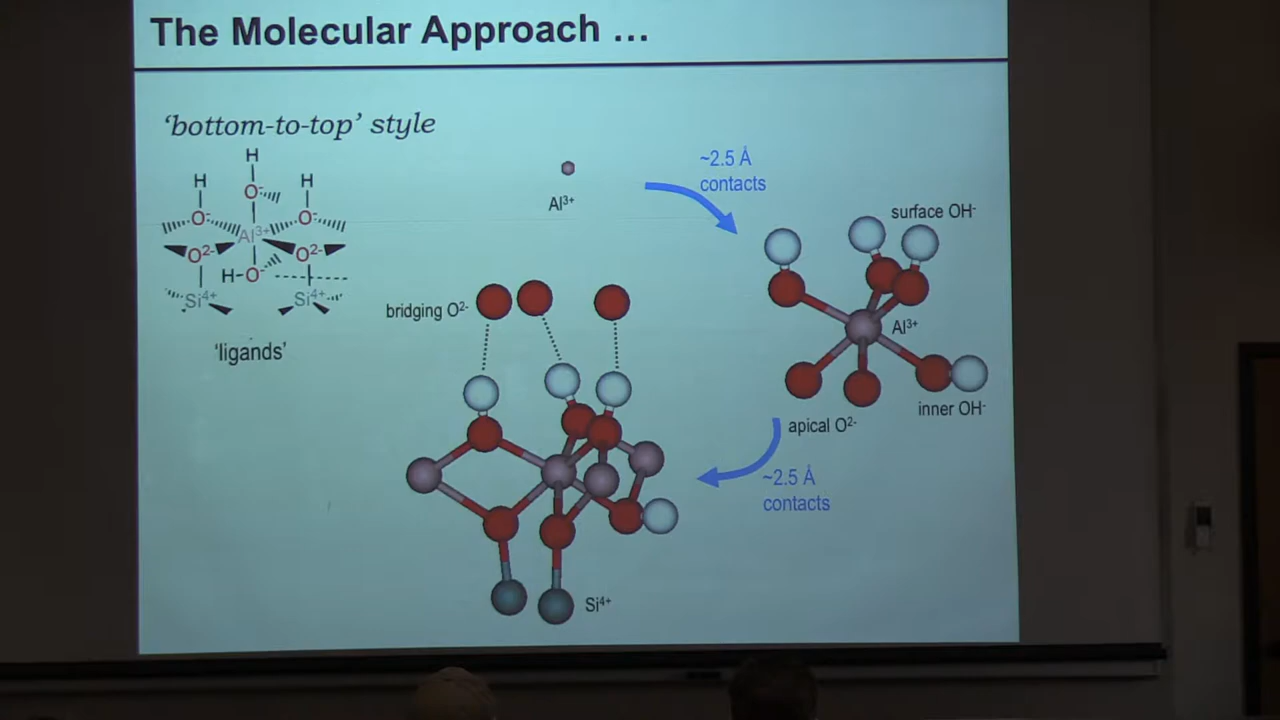 The Molecular Approach ...
'bottom-to-top' style
H
H
H
O-
O-
O-
Al³⁺
O²-
O²-
H-O-
Si⁴⁺
Si⁴⁺
'ligands'
Al³⁺
~2.5 Å
contacts
surface OH-
Al³⁺
inner OH-
apical O²-
~2.5 Å
contacts
bridging O²-
Si⁴⁺